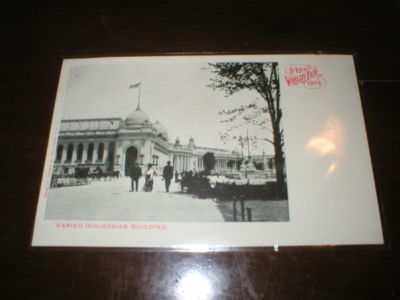 St. Louis
World's Fair
1904
Varied Industries Building.